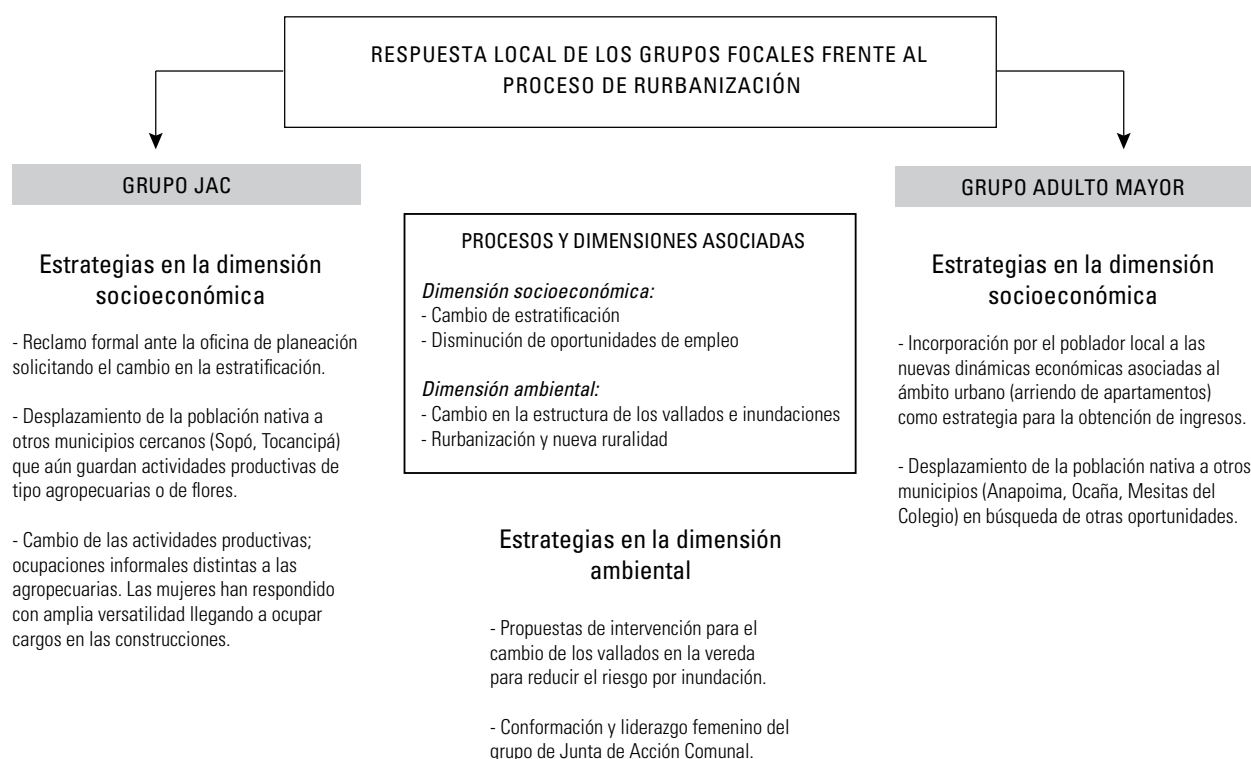 RESPUESTA LOCAL DE LOS GRUPOS FOCALES FRENTE AL
PROCESO DE RURBANIZACIÓN
GRUPO JAC
Estrategias en la dimensión
socioeconómica
- Reclamo formal ante la oficina de planeación
solicitando el cambio en la estratificación.
- Desplazamiento de la población nativa a
otros municipios cercanos (Sopó, Tocancipá)
que aún guardan actividades productivas de
tipo agropecuarias o de flores.
- Cambio de las actividades productivas;
ocupaciones informales distintas a las
agropecuarias. Las mujeres han respondido
con amplia versatilidad llegando a ocupar
cargos en las construcciones.
PROCESOS Y DIMENSIONES ASOCIADAS
Dimensión socioeconómica:
- Cambio de estratificación
- Disminución de oportunidades de empleo
Dimensión ambiental:
- Cambio en la estructura de los vallados e inundaciones
- Rurbanización y nueva ruralidad
Estrategias en la dimensión
ambiental
- Propuestas de intervención para el
cambio de los vallados en la vereda
para reducir el riesgo por inundación.
- Conformación y liderazgo femenino del
grupo de Junta de Acción Comunal.
GRUPO ADULTO MAYOR
Estrategias en la dimensión
socioeconómica
- Incorporación por el poblador local a las
nuevas dinámicas económicas asociadas al
ámbito urbano (arriendo de apartamentos)
como estrategia para la obtención de ingresos.
- Desplazamiento de la población nativa a otros
municipios (Anapoima, Ocaña, Mesitas del
Colegio) en búsqueda de otras oportunidades.